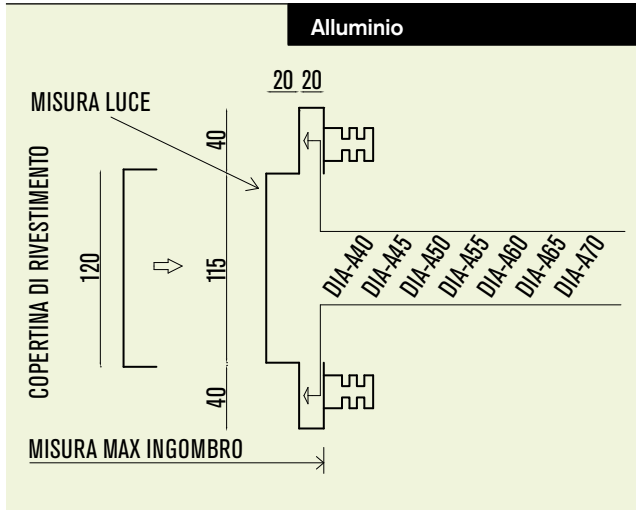 Alluminio
20 20
MISURA LUCE
40
COPERTINA DI RIVESTIMENTO
120
115
DIA-A40
DIA-A45
DIA-A50
DIA-A55
DIA-A60
DIA-A65
DIA-A70
40
MISURA MAX INGOMBRO